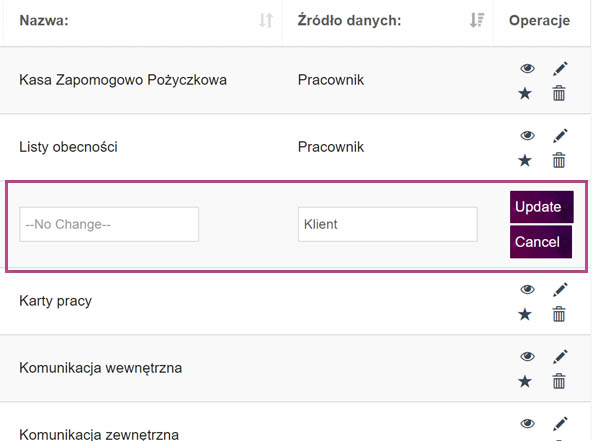 Nazwa: Źródło danych: Operacje
Kasa Zapomogowo Pożyczkowa Pracownik
Listy obecności Pracownik
--No Change-- Klient Update
Cancel
Karty pracy
Komunikacja wewnętrzna
Komunikacja zewnętrzna